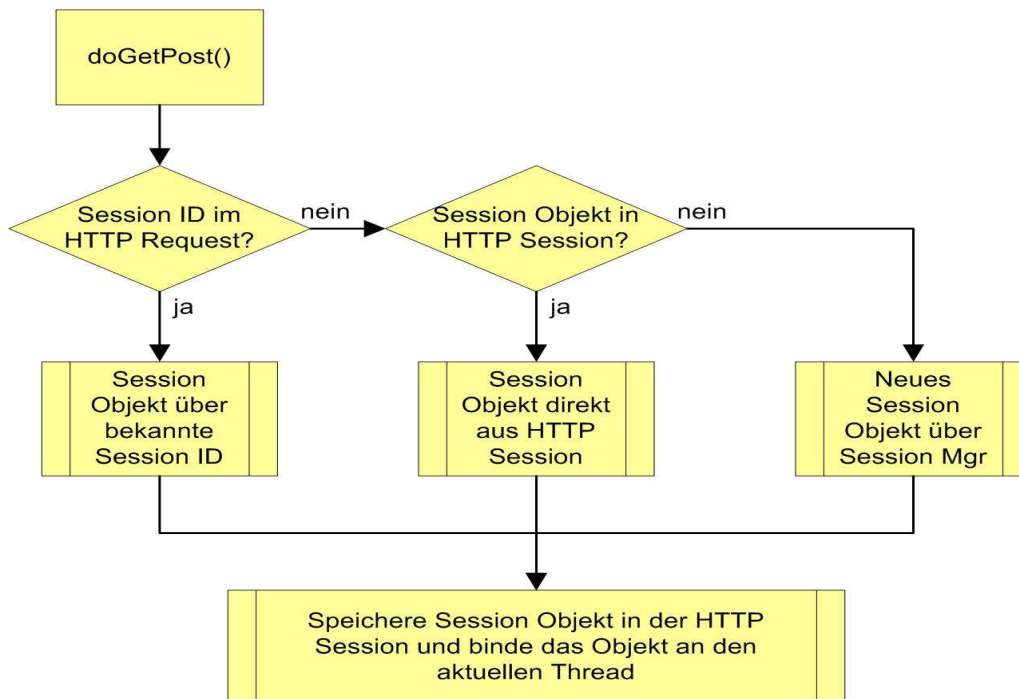 doGetPost()
Session ID im
HTTP Request?
nein
Session Objekt in
HTTP Session?
nein
ja
ja
Session
Objekt über
bekannte
Session ID
Session
Objekt direkt
aus HTTP
Session
Neues
Session
Objekt über
Session Mgr
Speichere Session Objekt in der HTTP
Session und binde das Objekt an den
aktuellen Thread